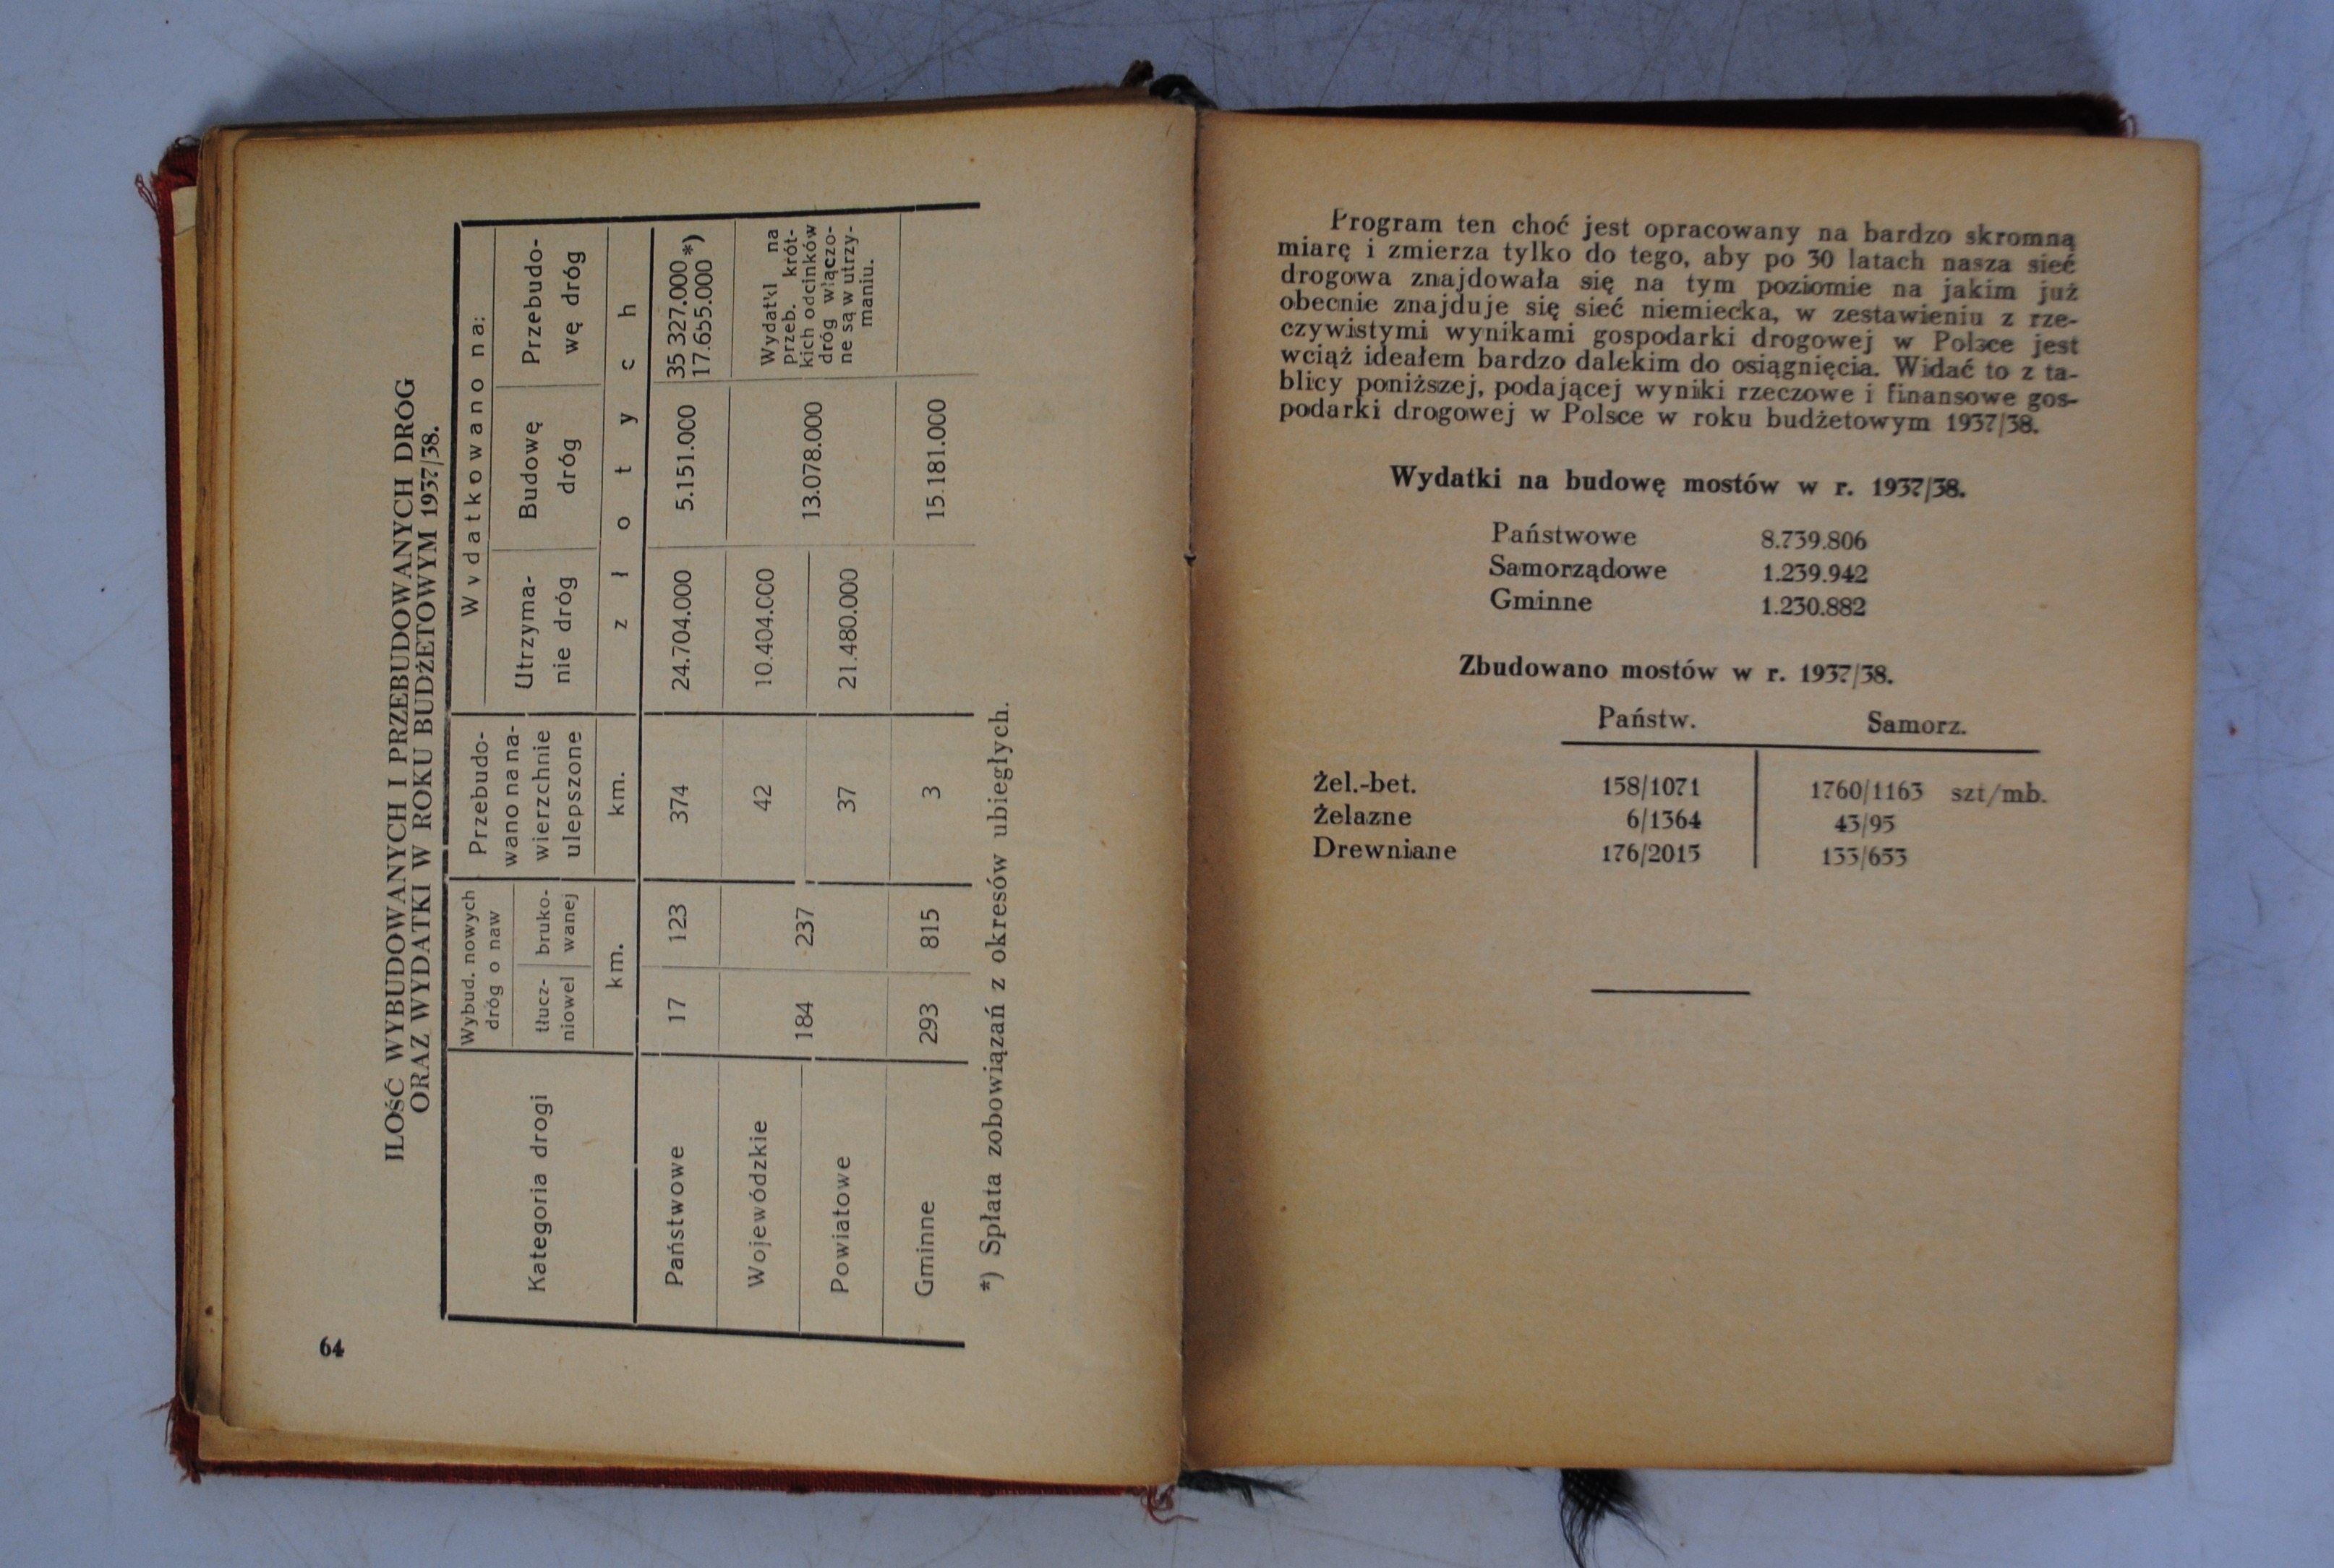 64
ILOŚĆ WYBUDOWANYCH I PRZEBUDOWANYCH DRÓG
ORAZ WYDATKI W ROKU BUDŻETOWYM 1937/38.
Kategoria drogi
Wybud. nowych
dróg o naw
tłucz-
niowel
bruko-
wanej
km.
Przebudo-
wano na na-
wierzchnie
ulepszone
km.
Wydatkowano na:
Utrzyma-
nie dróg
Budowę
dróg
Przebudo-
wę dróg
złotych
Państwowe 17 123 374 24.704.000 5.151.000 35 327.000
17.655.000 *)
Wojewódzkie 42 10.404.000
184 237 13.078.000
Powiatowe 37 21.480.000
Wydatki na
przeb. krót-
kich odcinków
dróg włączo-
ne są w utrzy-
maniu.
Gminne 293 815 3 15.181.000
*) Spłata zobowiązań z okresów ubiegłych.
Program ten choć jest opracowany na bardzo skromną
miarę i zmierza tylko do tego, aby po 30 latach nasza sieć
drogowa znajdowała się na tym poziomie na jakim już
obecnie znajduje się sieć niemiecka, w zestawieniu z rze-
czywistymi wynikami gospodarki drogowej w Polsce jest
wciąż ideałem bardzo dalekim do osiągnięcia. Widać to z ta-
blicy poniższej, podającej wyniki rzeczowe i finansowe gos-
podarki drogowej w Polsce w roku budżetowym 1937/38.
Wydatki na budowę mostów w r. 1937/38.
Państwowe 8.739.806
Samorządowe 1.239.942
Gminne 1.230.882
Zbudowano mostów w r. 1937/38.
Państw. Samorz.
Żel.-bet. 158/1071 1760/1163 szt/mb.
Żelazne 6/1364 43/95
Drewniane 176/2015 133/653